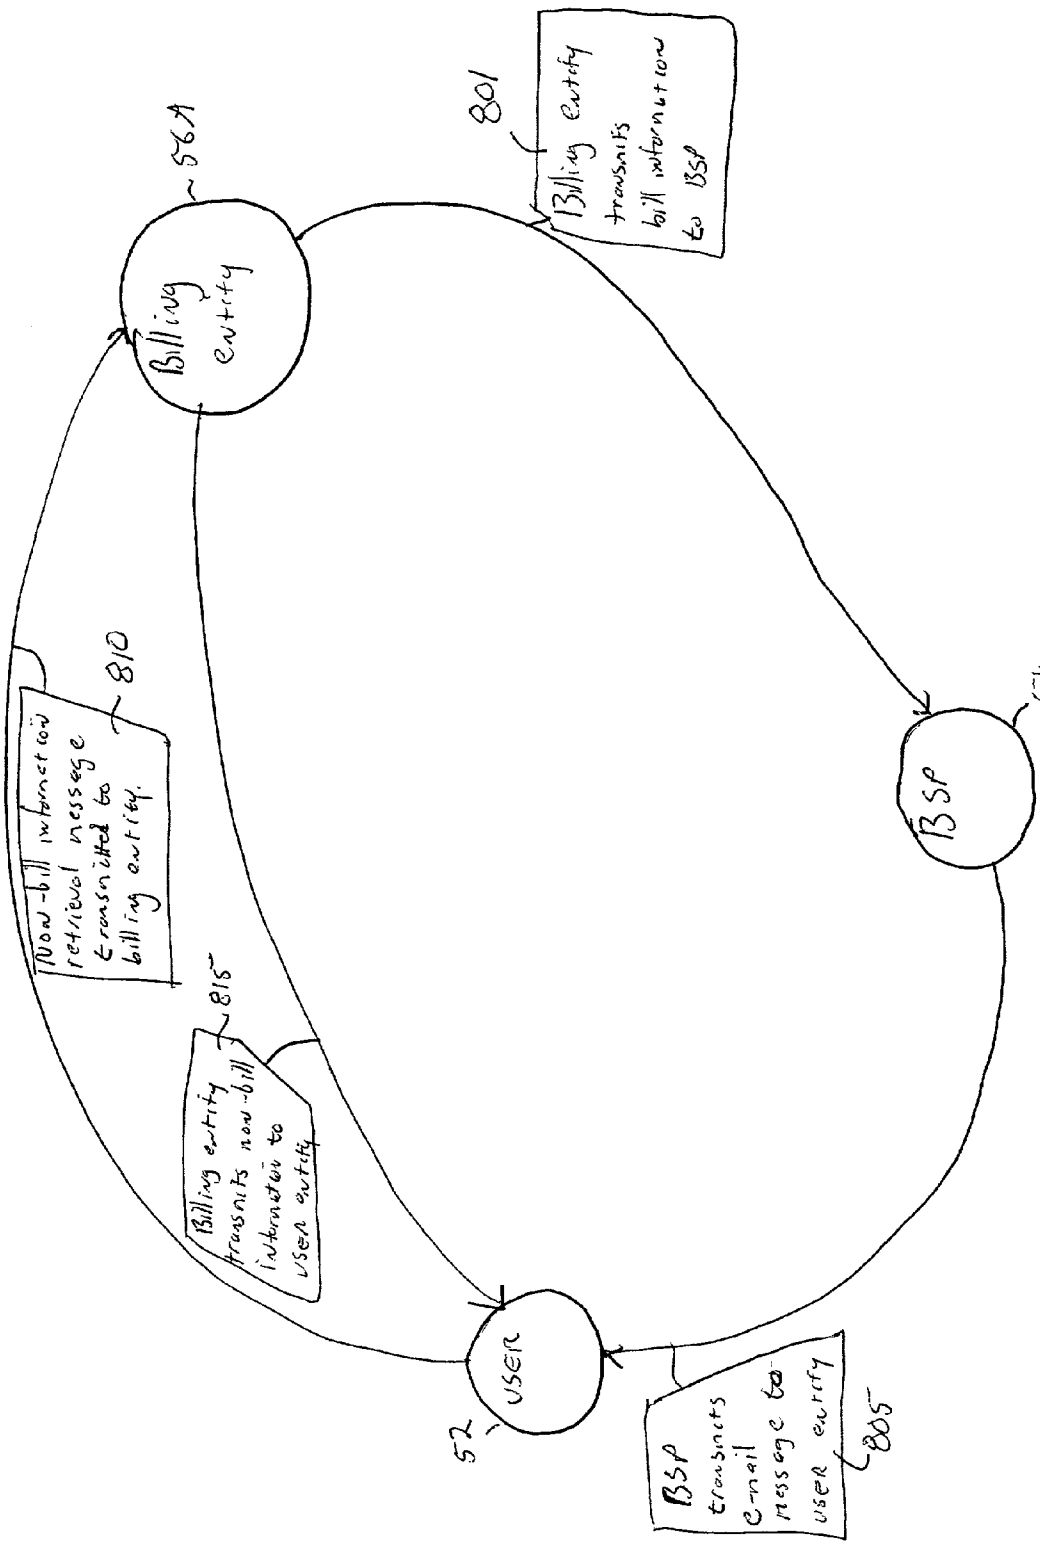 Non-bill information
retrieval message
transmitted to
billing entity.
810
Billing entity
transmits non-bill
information to
user entity
815
Billing
entity
56A
52
USER
Billing entity
transmits
bill information
to BSP
801
BSP
transmits
e-mail
message to
user entity
805
BSP